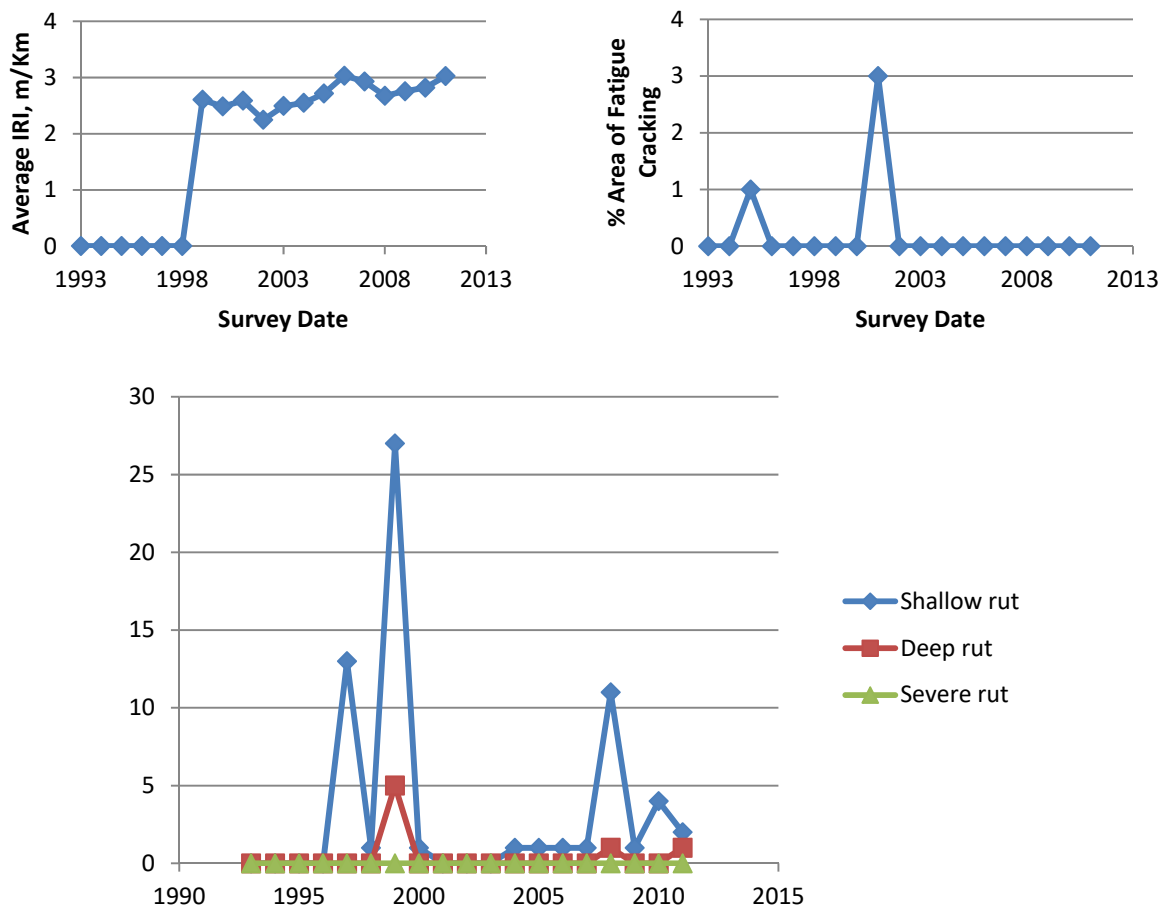 Average IRI, m/Km
4
3
2
1
0
1993 1998 2003 2008 2013
Survey Date
% Area of Fatigue
Cracking
4
3
2
1
0
1993 1998 2003 2008 2013
Survey Date
30
25
20
15
10
5
0
1990 1995 2000 2005 2010 2015
Shallow rut
Deep rut
Severe rut